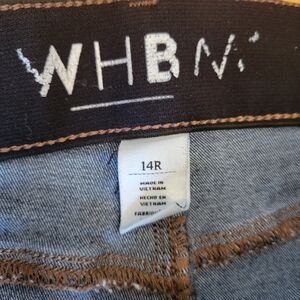 WHBM
14R
MADE IN
VIETNAM
HECHO EN
VIETNAM